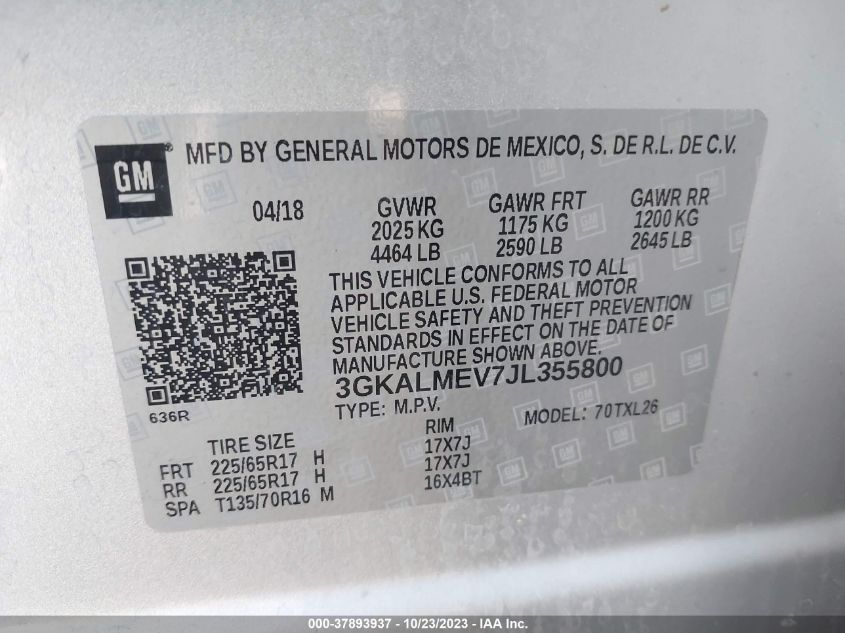 GM ® MFD BY GENERAL MOTORS DE MEXICO, S. DE R.L. DE C.V.
04/18 GVWR GAWR FRT GAWR RR
2025 KG 1175 KG 1200 KG
4464 LB 2590 LB 2645 LB
THIS VEHICLE CONFORMS TO ALL
APPLICABLE U.S. FEDERAL MOTOR
VEHICLE SAFETY AND THEFT PREVENTION
STANDARDS IN EFFECT ON THE DATE OF
MANUFACTURE SHOWN ABOVE.
3GKALMEV7JL355800
636R TYPE: M.P.V. MODEL: 70TXL26
TIRE SIZE RIM
FRT 225/65R17 H 17X7J
RR 225/65R17 H 17X7J
SPA T135/70R16 M 16X4BT
000-37893937 - 10/23/2023 - IAA Inc.